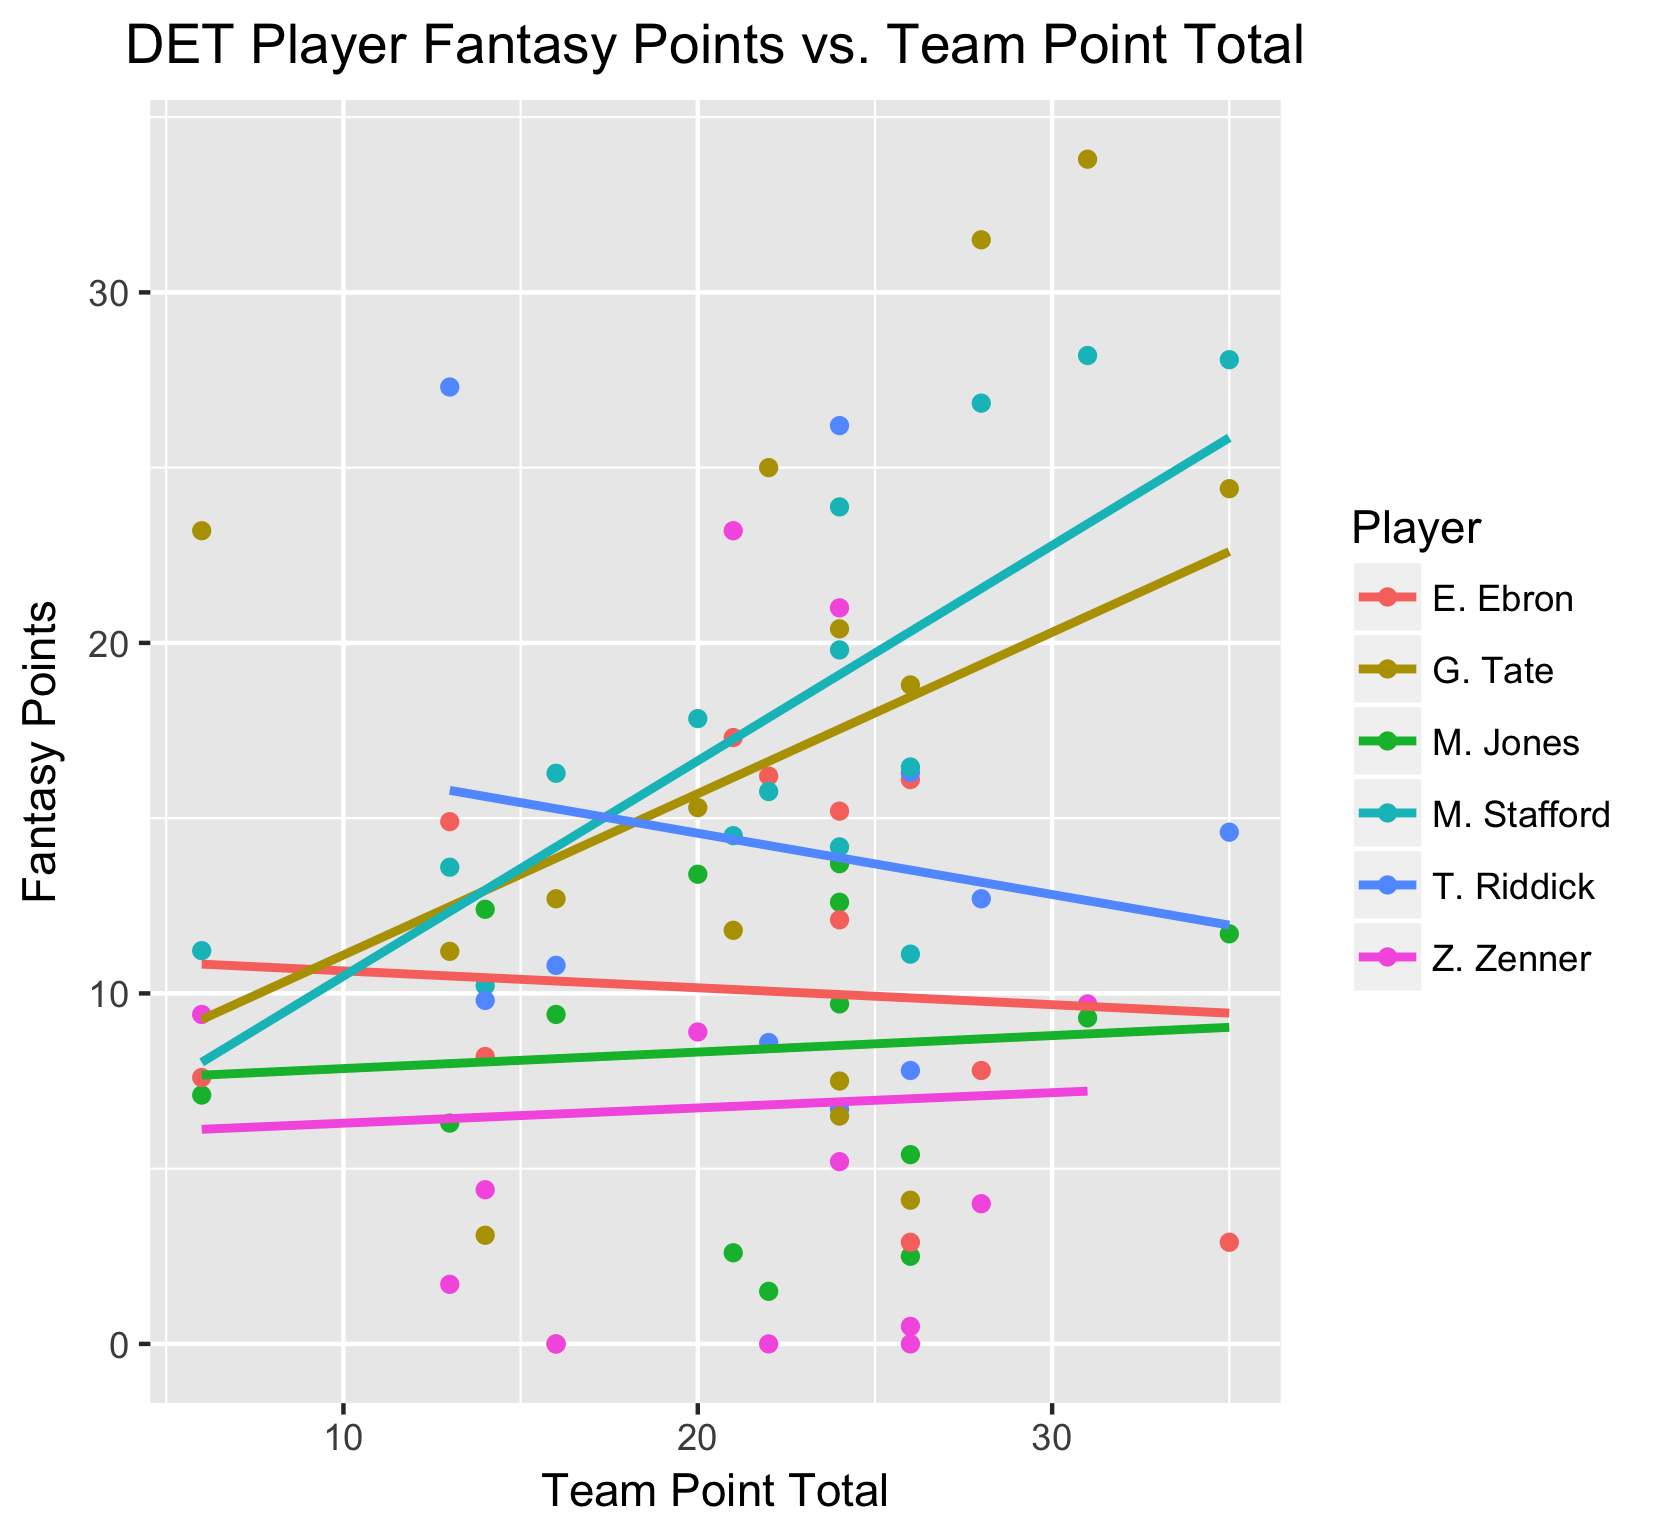 DET Player Fantasy Points vs. Team Point Total
Fantasy Points
30
20
10
0
10 20 30
Team Point Total
Player
E. Ebron
G. Tate
M. Jones
M. Stafford
T. Riddick
Z. Zenner